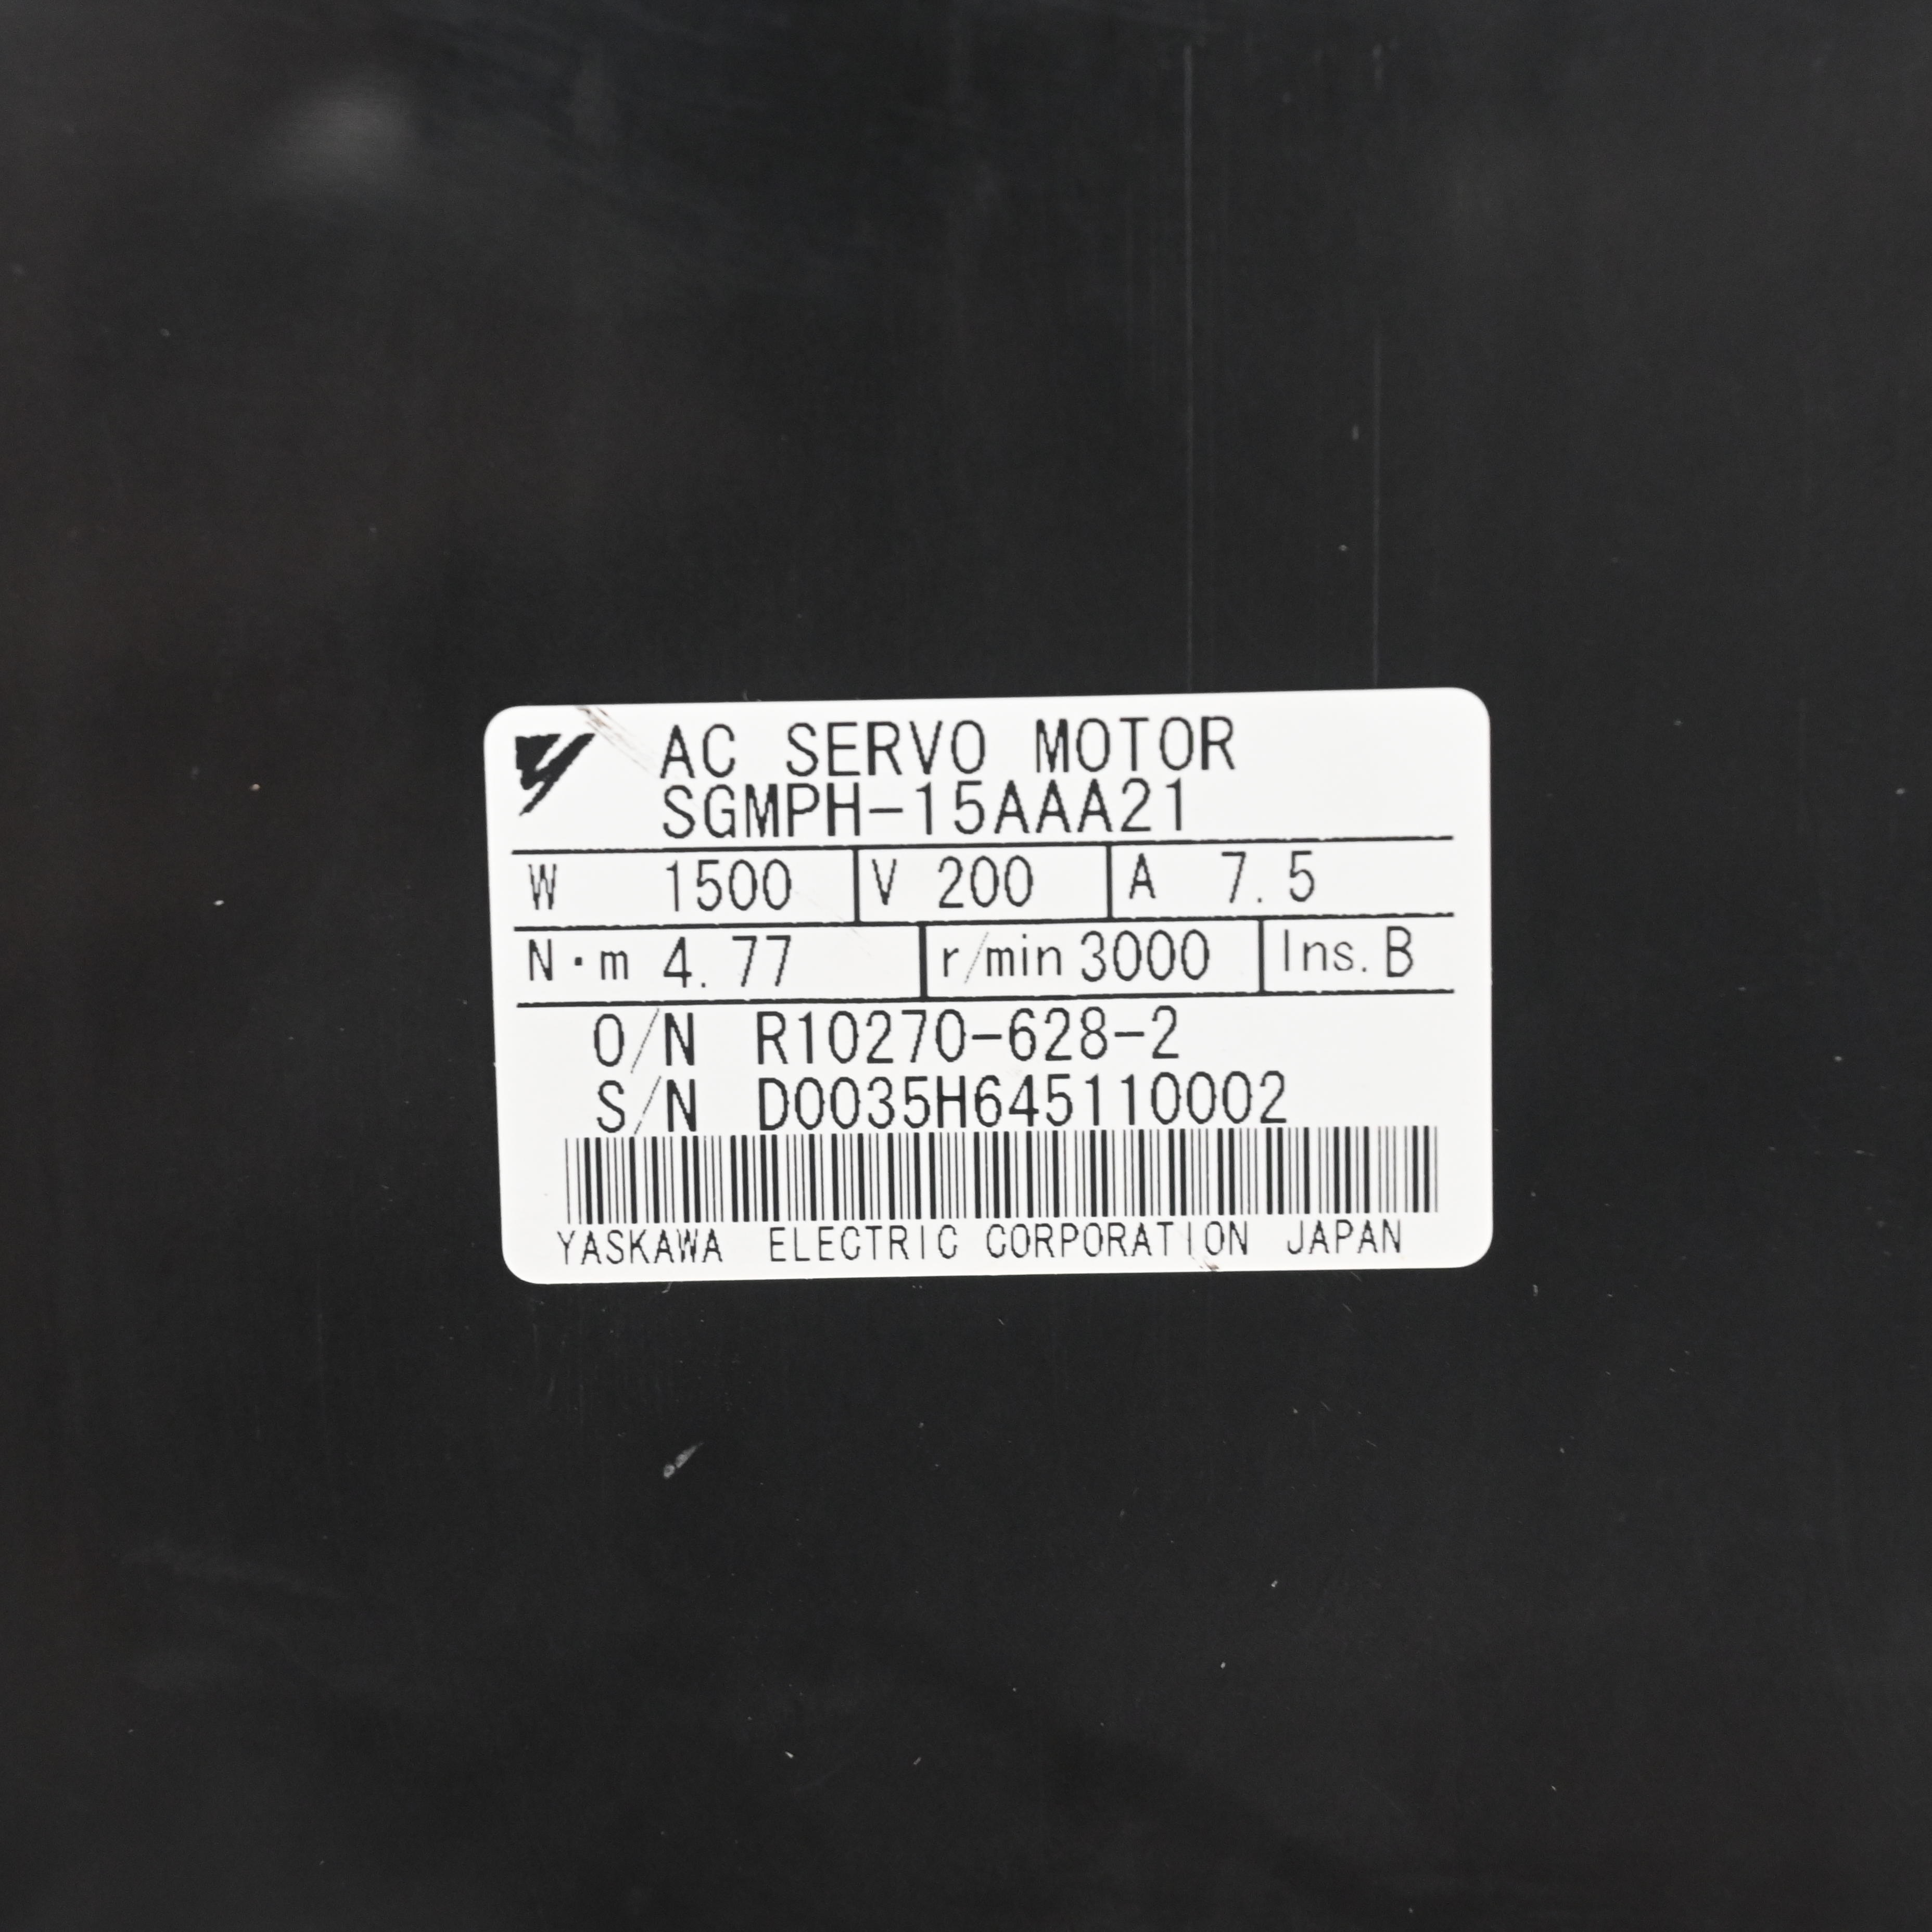 AC SERVO MOTOR
SGMPH-15AAA21
W 1500 V 200 A 7.5
N·m 4.77 r/min 3000 Ins. B
O/N R10270-628-2
S/N D0035H645110002
YASKAWA ELECTRIC CORPORATION JAPAN